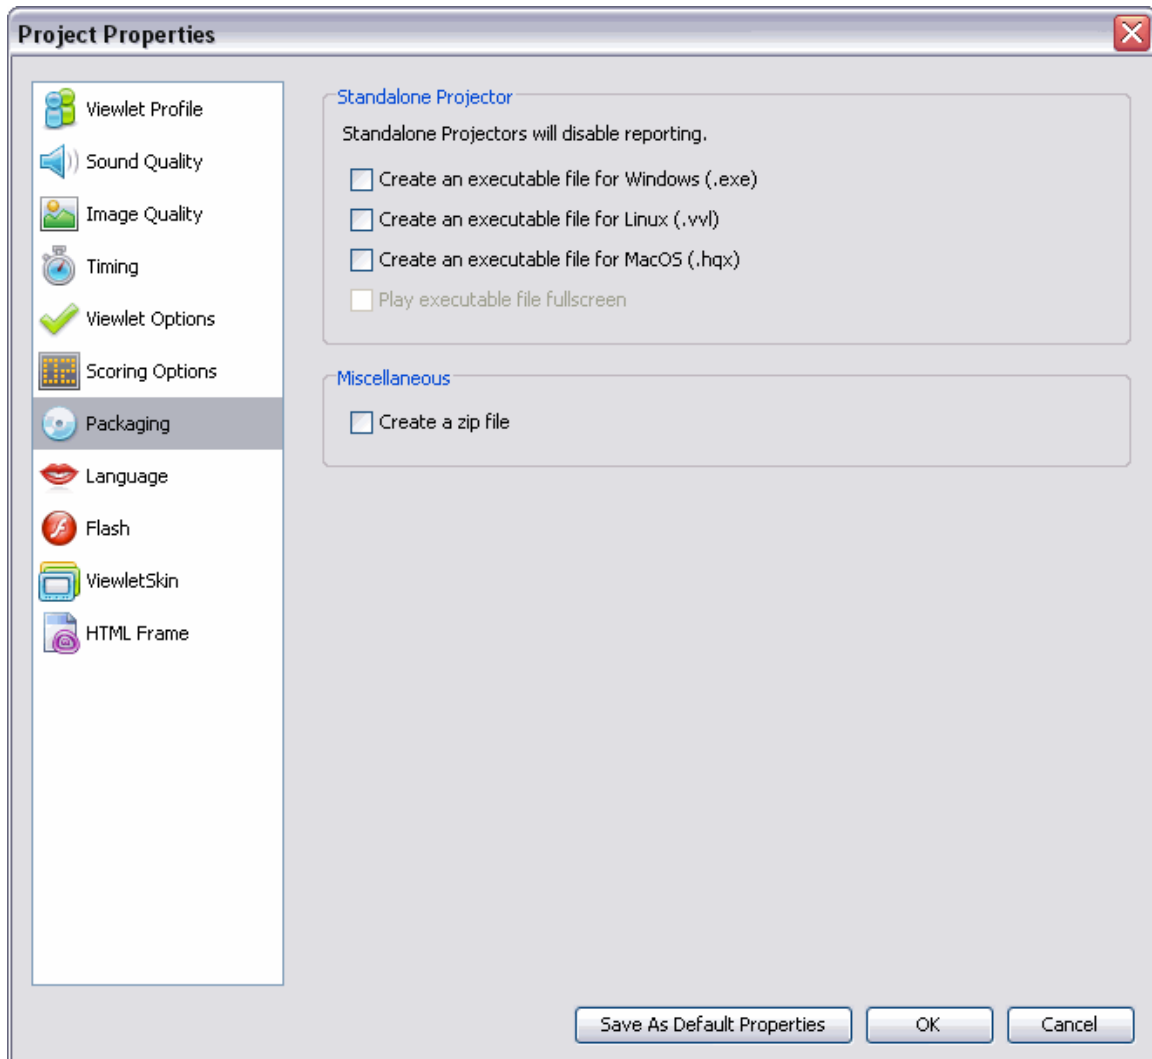 Project Properties
Viewlet Profile
Sound Quality
Image Quality
Timing
Viewlet Options
Scoring Options
Packaging
Language
Flash
ViewletSkin
HTML Frame
Standalone Projector
Standalone Projectors will disable reporting.
Create an executable file for Windows (.exe)
Create an executable file for Linux (.vvl)
Create an executable file for MacOS (.hqx)
Play executable file fullscreen
Miscellaneous
Create a zip file
Save As Default Properties
OK
Cancel